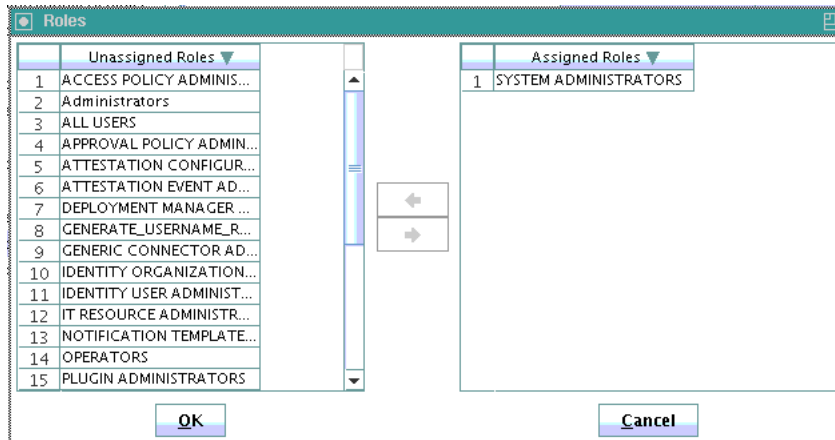 Roles
Unassigned Roles
1 ACCESS POLICY ADMINIS...
2 Administrators
3 ALL USERS
4 APPROVAL POLICY ADMIN...
5 ATTESTATION CONFIGUR...
6 ATTESTATION EVENT AD...
7 DEPLOYMENT MANAGER ...
8 GENERATE_USERNAME_R...
9 GENERIC CONNECTOR AD...
10 IDENTITY ORGANIZATION...
11 IDENTITY USER ADMINIST...
12 IT RESOURCE ADMINISTR...
13 NOTIFICATION TEMPLATE...
14 OPERATORS
15 PLUGIN ADMINISTRATORS
Assigned Roles
1 SYSTEM ADMINISTRATORS
OK
Cancel